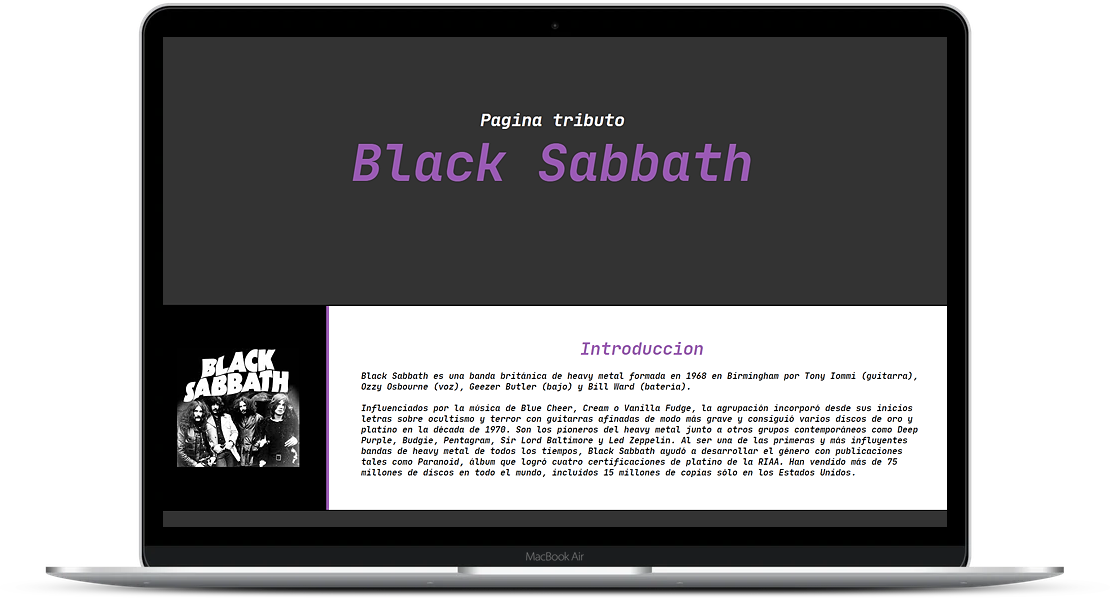 Pagina tributo
Black Sabbath
BLACK
SABBATH
Introduccion
Black Sabbath es una banda británica de heavy metal formada en 1968 en Birmingham por Tony Iommi (guitarra),
Ozzy Osbourne (voz), Geezer Butler (bajo) y Bill Ward (bateria).
Influenciados por la música de Blue Cheer, Cream o Vanilla Fudge, la agrupación incorporó desde sus inicios
letras sobre ocultismo y terror con guitarras afinadas de modo más grave y consiguió varios discos de oro y
platino en la década de 1970. Son los pioneros del heavy metal junto a otros grupos contemporáneos como Deep
Purple, Budgie, Pentagram, Sir Lord Baltimore y Led Zeppelin. Al ser una de las primeras y más influyentes
bandas de heavy metal de todos los tiempos, Black Sabbath ayudó a desarrollar el género con publicaciones
tales como Paranoid, álbum que logró cuatro certificaciones de platino de la RIAA. Han vendido más de 75
millones de discos en todo el mundo, incluidos 15 millones de copias sólo en los Estados Unidos.
MacBook Air